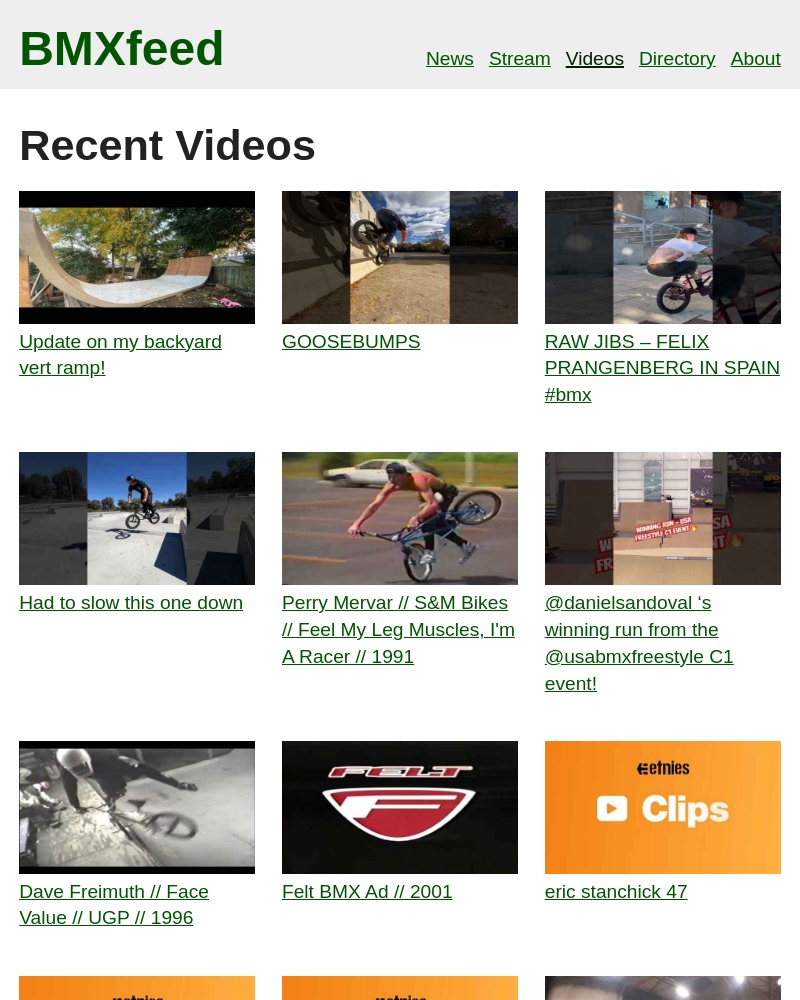 BMXfeed
News Stream Videos Directory About
Recent Videos
Update on my backyard
vert ramp!
GOOSEBUMPS
RAW JIBS – FELIX
PRANGENBERG IN SPAIN
#bmx
WINNING RUN - USA
FREESTYLE C1 EVENT
Had to slow this one down
Perry Mervar // S&M Bikes
// Feel My Leg Muscles, I'm
A Racer // 1991
@danielsandoval ‘s
winning run from the
@usabmxfreestyle C1
event!
FELT
etnies
Clips
Dave Freimuth // Face
Value // UGP // 1996
Felt BMX Ad // 2001
eric stanchick 47